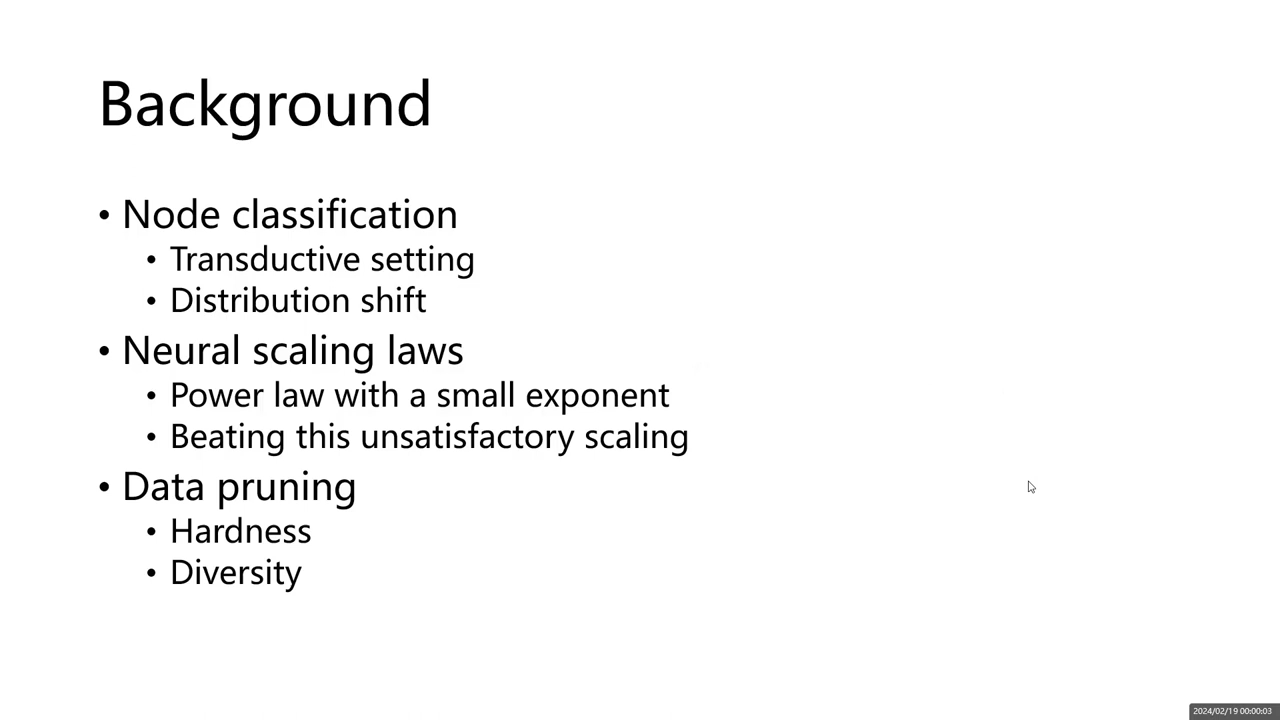 Background
• Node classification
• Transductive setting
• Distribution shift
• Neural scaling laws
• Power law with a small exponent
• Beating this unsatisfactory scaling
• Data pruning
• Hardness
• Diversity
2024/02/19 00:00:03